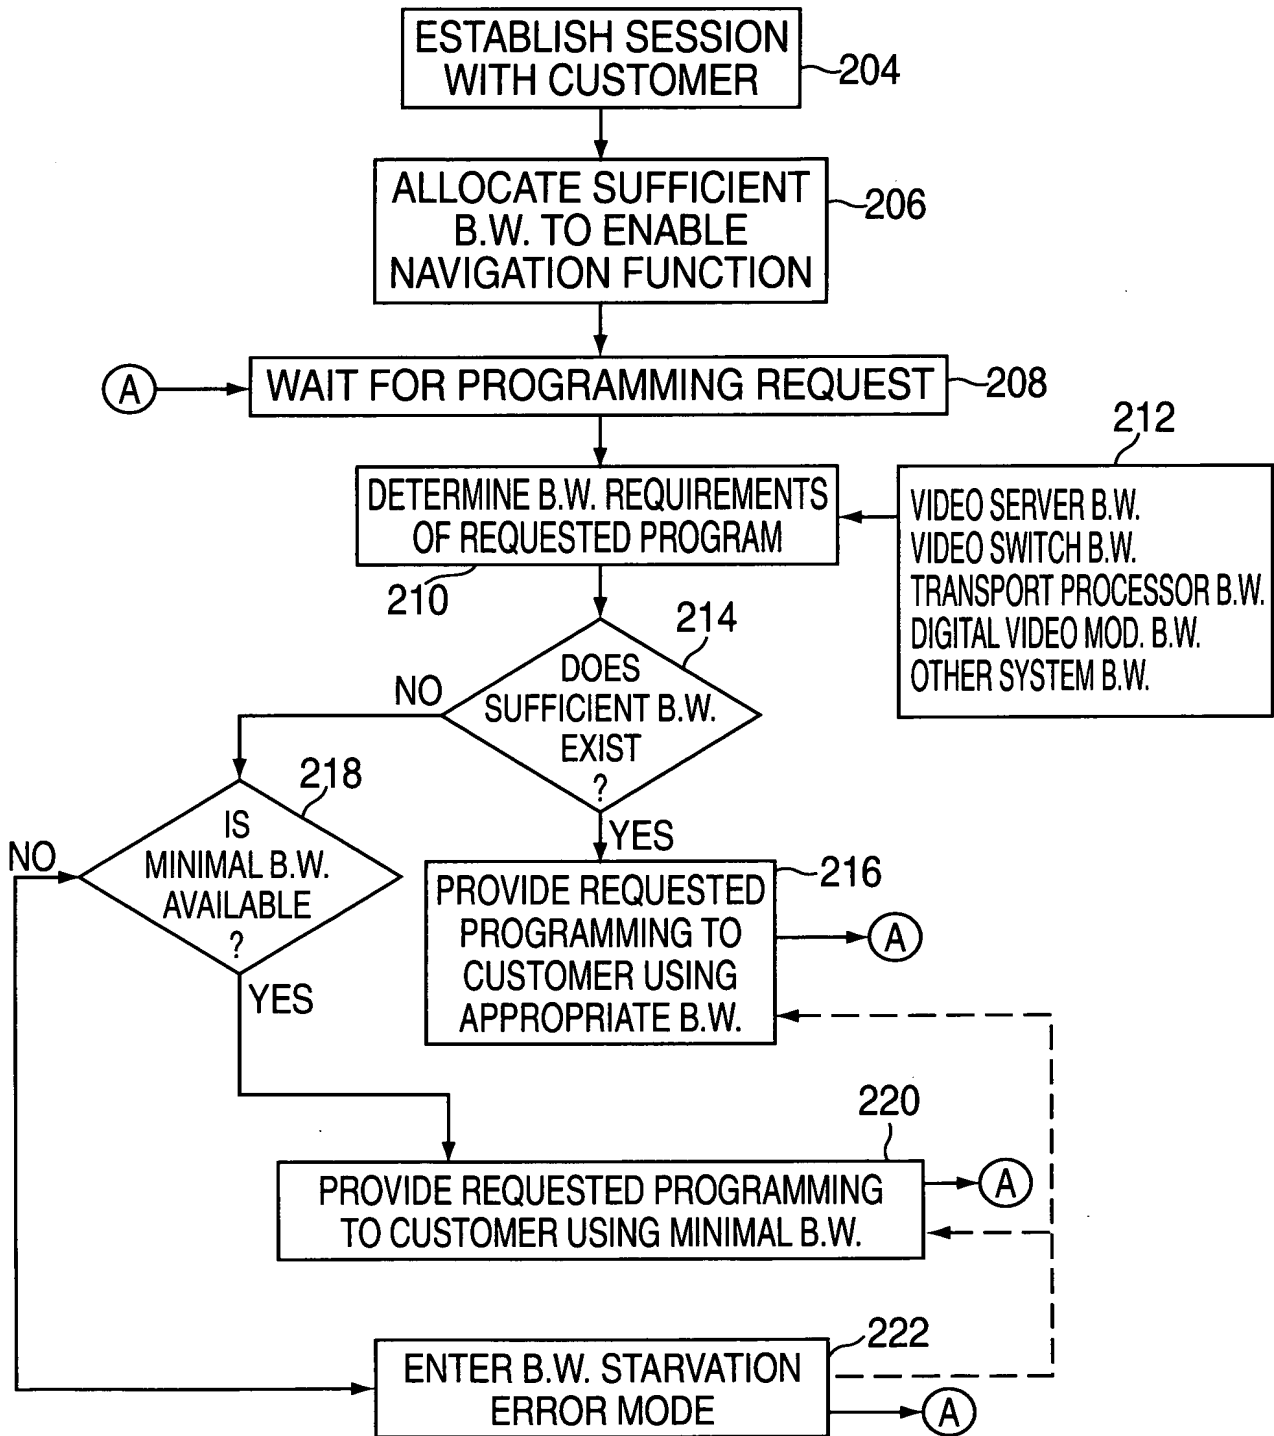 ESTABLISH SESSION
WITH CUSTOMER
204
ALLOCATE SUFFICIENT
B.W. TO ENABLE
NAVIGATION FUNCTION
206
A
WAIT FOR PROGRAMMING REQUEST
208
DETERMINE B.W. REQUIREMENTS
OF REQUESTED PROGRAM
210
212
VIDEO SERVER B.W.
VIDEO SWITCH B.W.
TRANSPORT PROCESSOR B.W.
DIGITAL VIDEO MOD. B.W.
OTHER SYSTEM B.W.
214
DOES
SUFFICIENT B.W.
EXIST
?
NO
YES
218
IS
MINIMAL B.W.
AVAILABLE
?
NO
YES
216
PROVIDE REQUESTED
PROGRAMMING TO
CUSTOMER USING
APPROPRIATE B.W.
A
220
PROVIDE REQUESTED PROGRAMMING
TO CUSTOMER USING MINIMAL B.W.
A
222
ENTER B.W. STARVATION
ERROR MODE
A